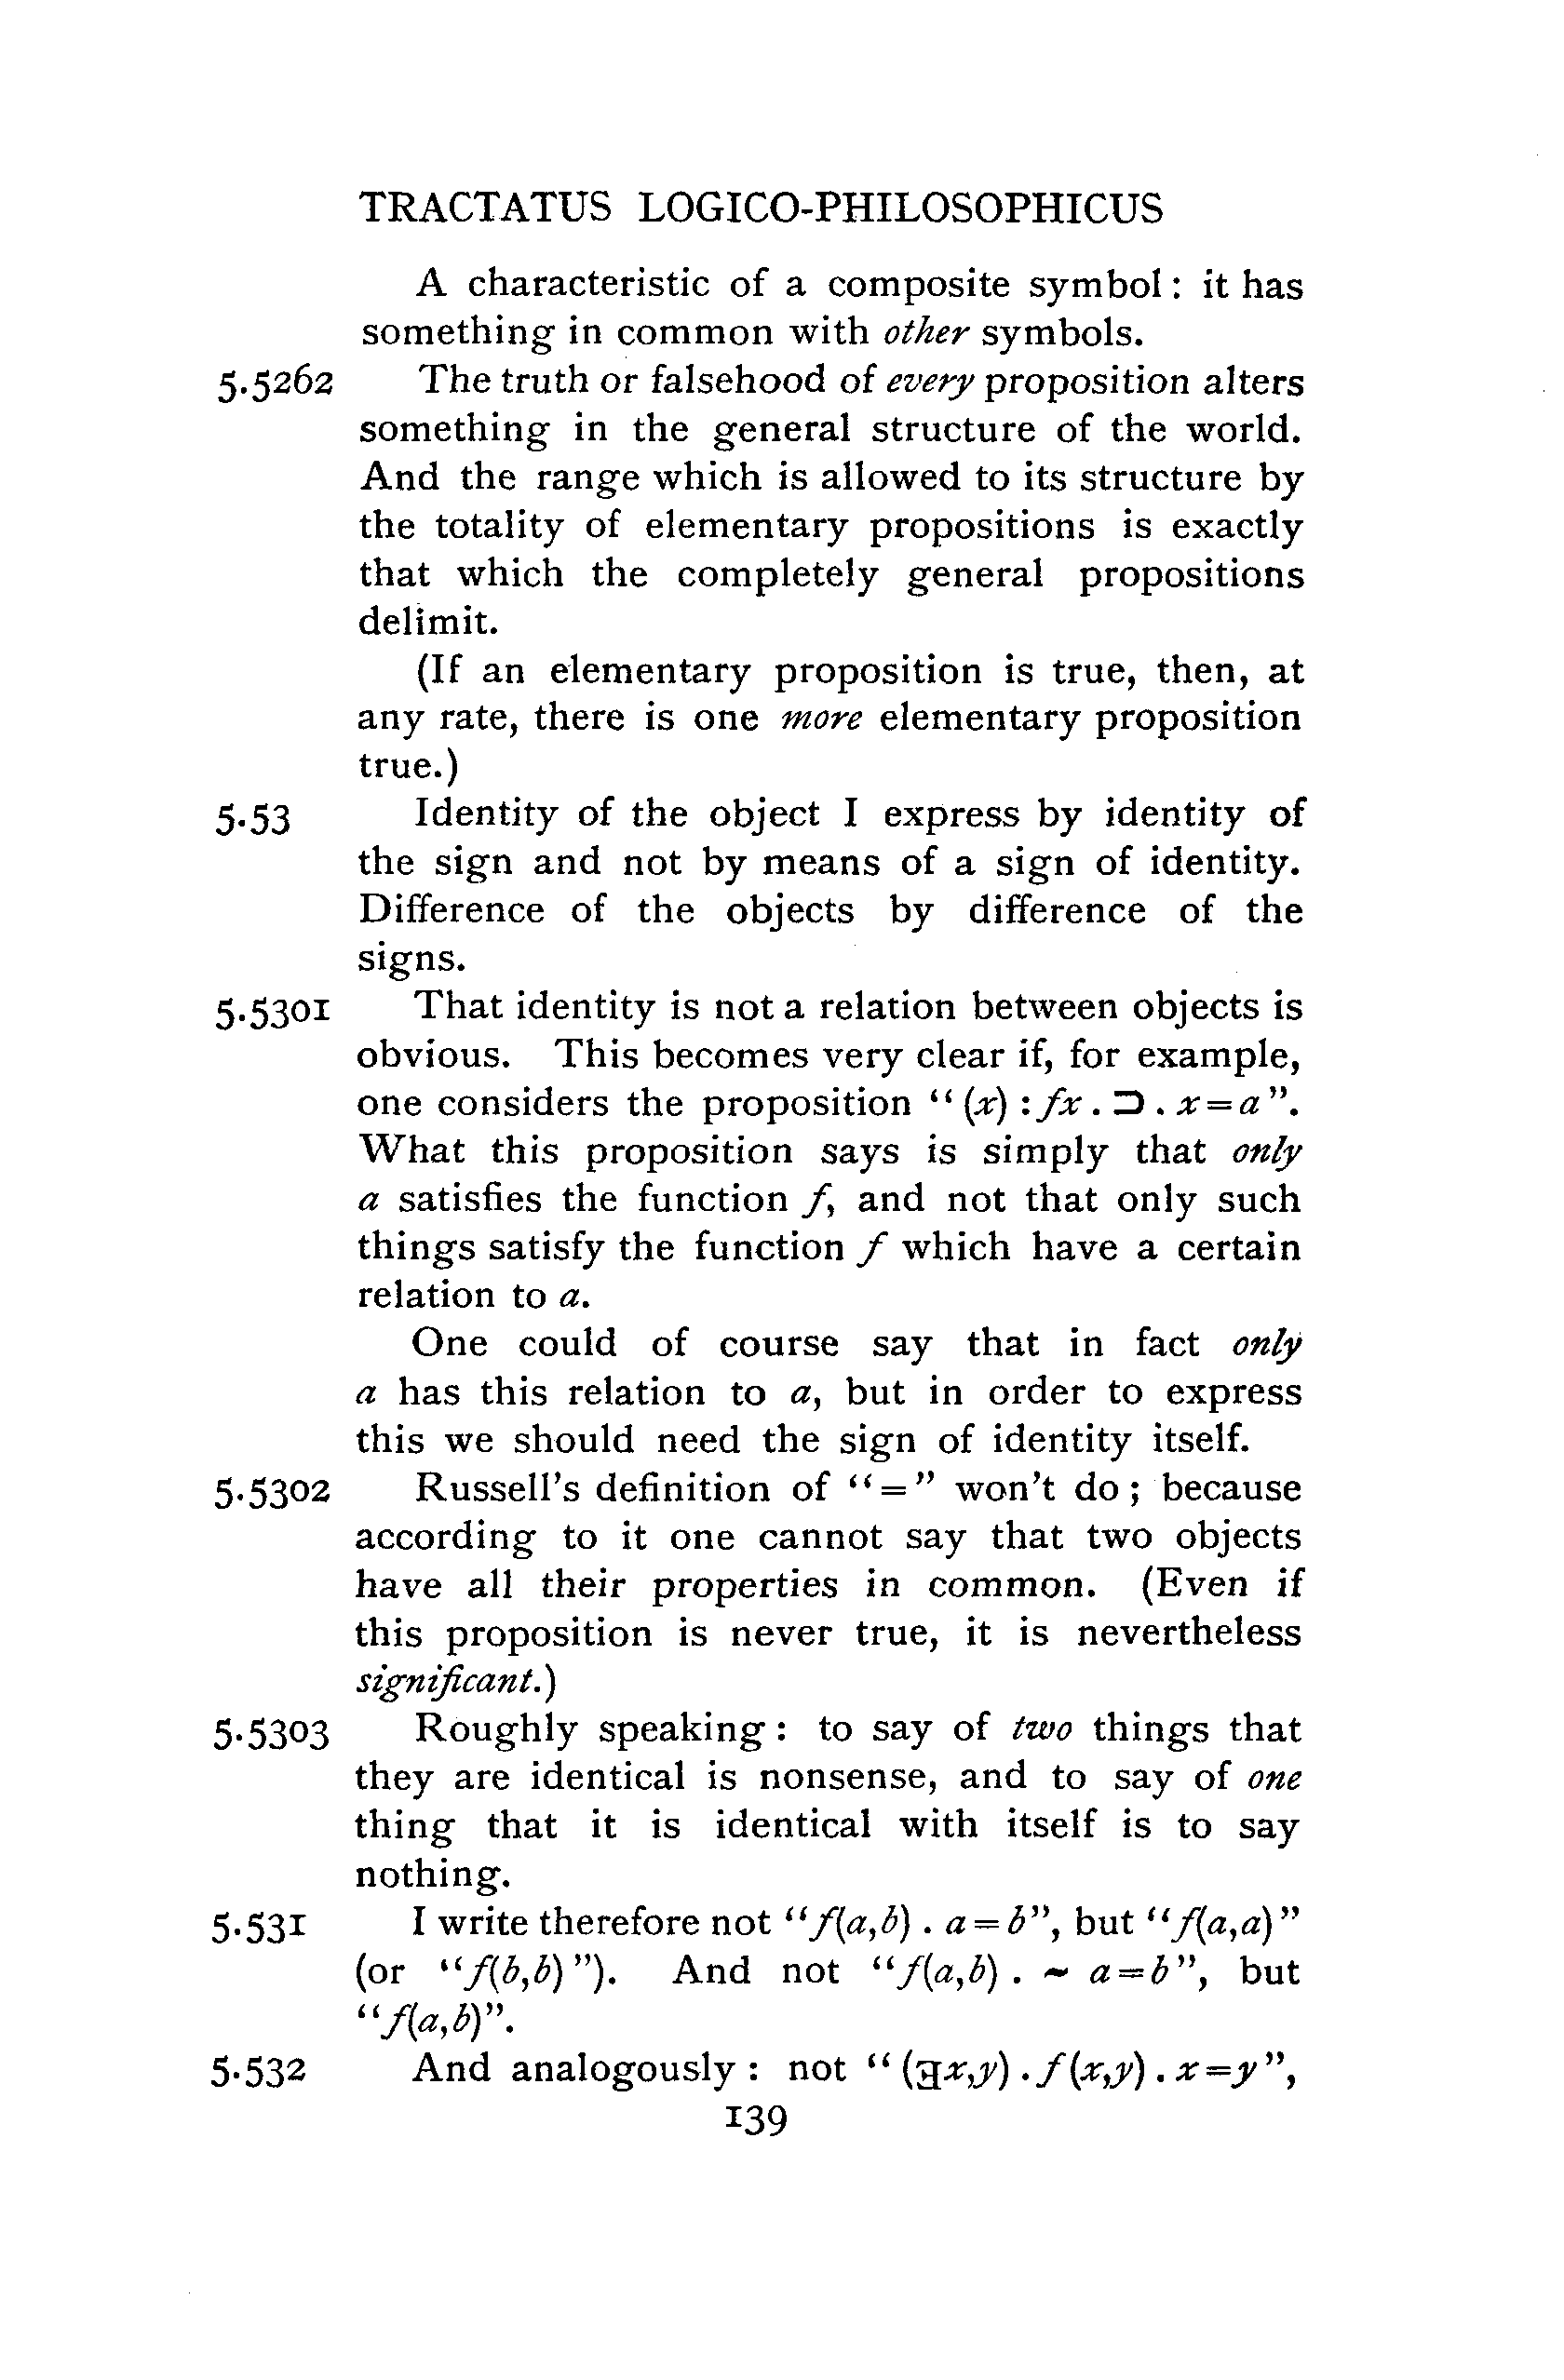 TRACTATUS LOGICO-PHILOSOPHICUS
A characteristic of a composite symbol: it has
something in common with other symbols.
5·5262 The truth or falsehood of every proposition alters
something in the general structure of the world.
And the range which is allowed to its structure by
the totality of elementary propositions is exactly
that which the completely general propositions
delimit.
(If an elementary proposition is true, then, at
any rate, there is one more elementary proposition
true.)
5·53 Identity of the object I express by identity of
the sign and not by means of a sign of identity.
Difference of the objects by difference of the
signs.
5·5301 That identity is not a relation between objects is
obvious. This becomes very clear if, for example,
one considers the proposition “(x) : fx . ⊃ . x = a”.
What this proposition says is simply that only
a satisfies the function f, and not that only such
things satisfy the function f which have a certain
relation to a.
One could of course say that in fact only
a has this relation to a, but in order to express
this we should need the sign of identity itself.
5·5302 Russell’s definition of “=” won’t do; because
according to it one cannot say that two objects
have all their properties in common. (Even if
this proposition is never true, it is nevertheless
significant.)
5·5303 Roughly speaking: to say of two things that
they are identical is nonsense, and to say of one
thing that it is identical with itself is to say
nothing.
5·531 I write therefore not “f(a,b) . a = b”, but “f(a,a)”
(or “f(b,b)”). And not “f(a,b) . ~ a = b”, but
“f(a,b)”.
5·532 And analogously: not “(∃x,y) . f(x,y) . x = y”,
139